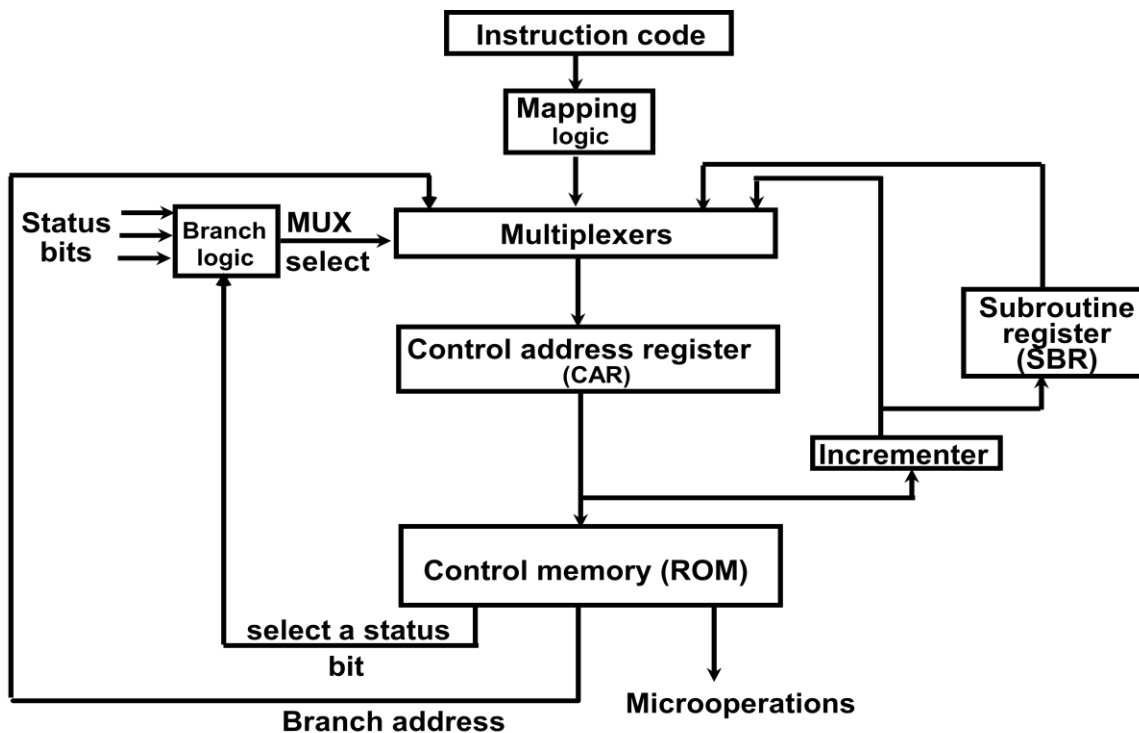 Instruction code
Mapping
logic
Status
bits
Branch
logic
MUX
select
Multiplexers
Subroutine
register
(SBR)
Control address register
(CAR)
Incrementer
Control memory (ROM)
select a status
bit
Microoperations
Branch address